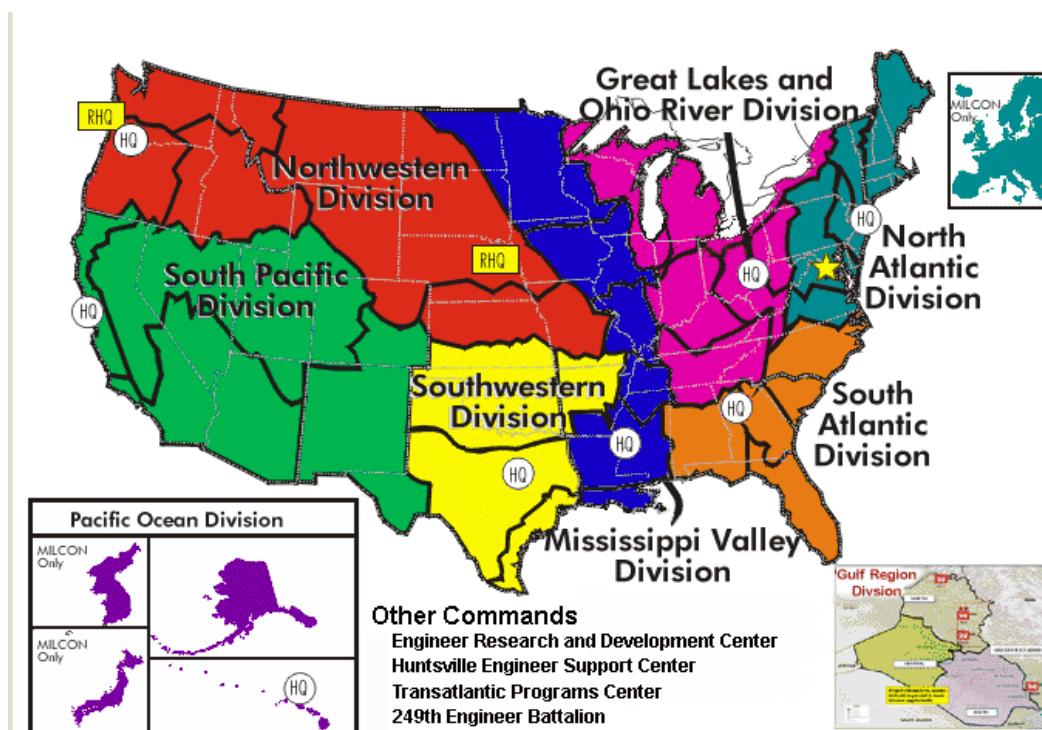 Great Lakes and
Ohio River Division
MILCON
Only
RHQ
HQ
Northwestern
Division
HQ
North
Atlantic
Division
RHQ
HQ
South Pacific
Division
HQ
Southwestern
Division
HQ
South
Atlantic
Division
HQ
HQ
Mississippi Valley
Division
Pacific Ocean Division
MILCON
Only
MILCON
Only
HQ
Other Commands
Engineer Research and Development Center
Huntsville Engineer Support Center
Transatlantic Programs Center
249th Engineer Battalion
Gulf Region
Divsion